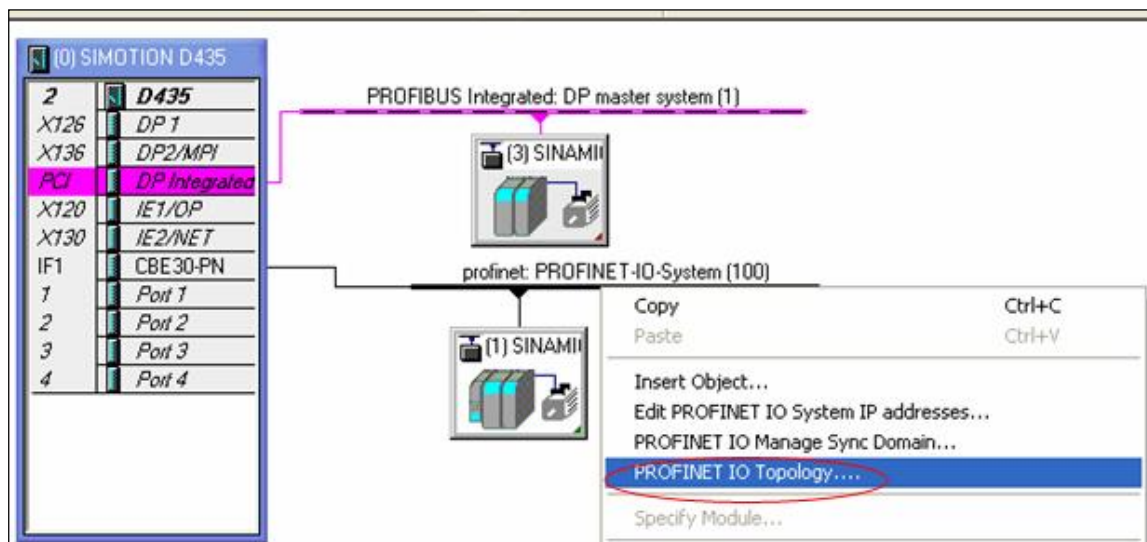 (0) SIMOTION D435
2 D435
X126 DP 1
X136 DP2/MPI
PCI DP Integrated
X120 IE1/OP
X130 IE2/NET
IF1 CBE30-PN
1 Port 1
2 Port 2
3 Port 3
4 Port 4
PROFIBUS Integrated: DP master system (1)
(3) SINAMI
profinet: PROFINET-IO-System (100)
(1) SINAMI
Copy Ctrl+C
Paste Ctrl+V
Insert Object...
Edit PROFINET IO System IP addresses...
PROFINET IO Manage Sync Domain...
PROFINET IO Topology....
Specify Module...